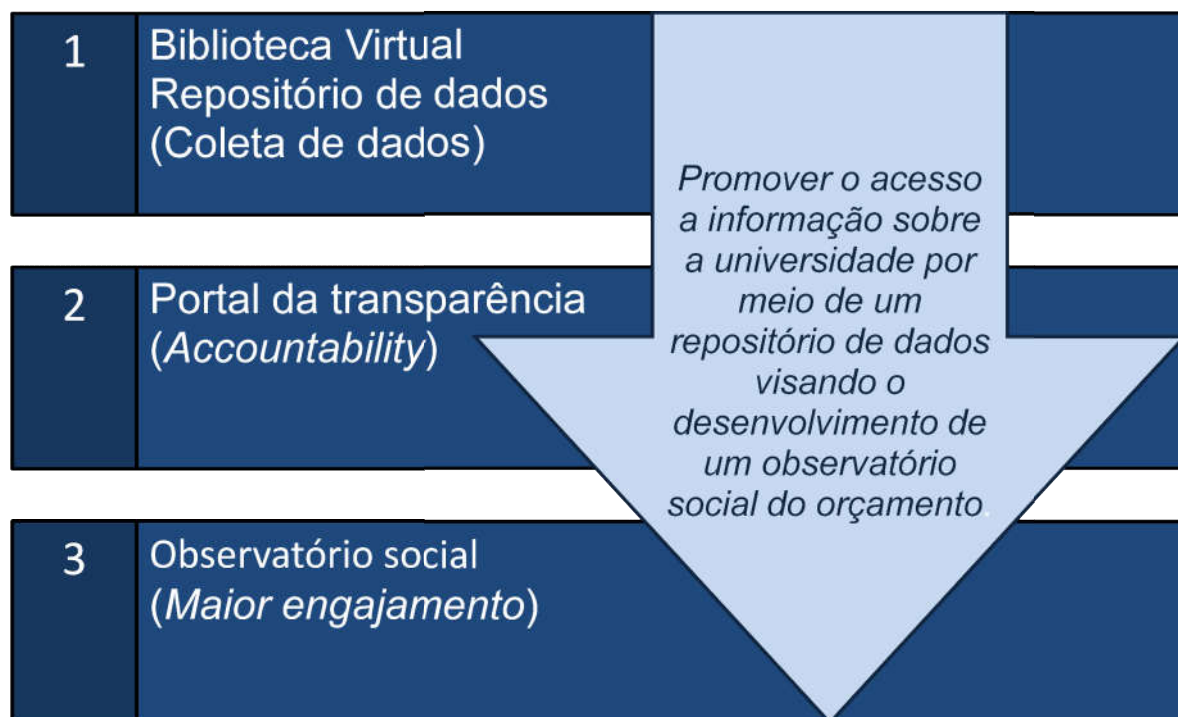 1
Biblioteca Virtual
Repositório de dados
(Coleta de dados)
2
Portal da transparência
(Accountability)
3
Observatório social
(Maior engajamento)
Promover o acesso
a informação sobre
a universidade por
meio de um
repositório de dados
visando o
desenvolvimento de
um observatório
social do orçamento.